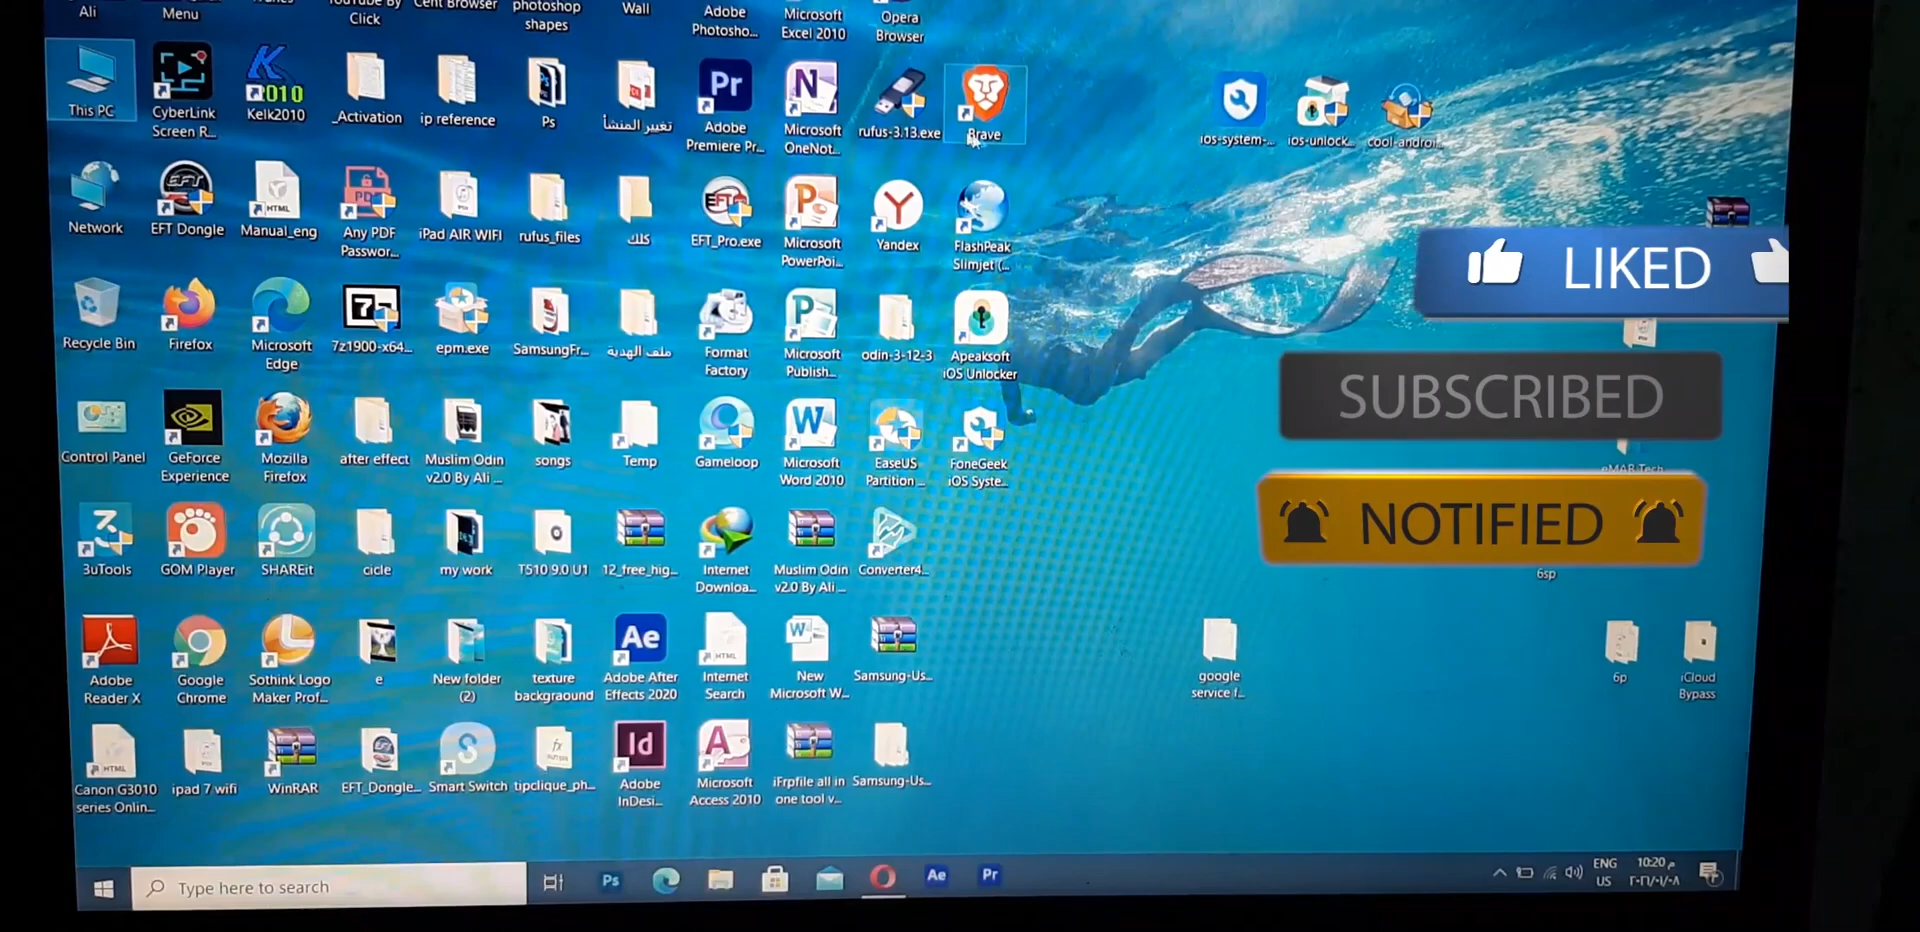 Ali
Menu
YouTube By
Click
Cent Browser
photoshop
shapes
Wall
Adobe
Photosho...
Microsoft
Excel 2010
Opera
Browser
This PC
CyberLink
Screen R...
Kelk2010
_Activation
ip reference
Ps
تغيير المنشأ
Adobe
Premiere Pr...
Microsoft
OneNot...
rufus-3.13.exe
Brave
ios-system-...
ios-unlock...
cool-androi...
Network
EFT Dongle
Manual_eng
Any PDF
Passwor...
iPad AIR WIFI
rufus_files
كلك
EFT_Pro.exe
Microsoft
PowerPoi...
Yandex
FlashPeak
Slimjet (...
LIKED
Recycle Bin
Firefox
Microsoft
Edge
7z1900-x64...
epm.exe
SamsungFr...
ملف الهدية
Format
Factory
Microsoft
Publish...
odin-3-12-3
Apeaksoft
iOS Unlocker
SUBSCRIBED
Control Panel
GeForce
Experience
Mozilla
Firefox
after effect
Muslim Odin
v2.0 By Ali ...
songs
Temp
Gameloop
Microsoft
Word 2010
EaseUS
Partition ...
FoneGeek
iOS Syste...
eMAR Tech
NOTIFIED
6sp
3uTools
GOM Player
SHAREit
cicle
my work
T510 9.0 U1
12_free_hig...
Internet
Downloa...
Muslim Odin
v2.0 By Ali ...
Converter4...
Adobe
Reader X
Google
Chrome
Sothink Logo
Maker Prof...
e
New folder
(2)
texture
backgraound
Adobe After
Effects 2020
Internet
Search
New
Microsoft W...
Samsung-Us...
google
service f...
6p
iCloud
Bypass
Canon G3010
series Onlin...
ipad 7 wifi
WinRAR
EFT_Dongle...
Smart Switch
tipclique_ph...
Adobe
InDesi...
Microsoft
Access 2010
iFrpfile all in
one tool v...
Samsung-Us...
Type here to search
ENG
US
10:20 م
٢٠٢١/٠١/٠٨